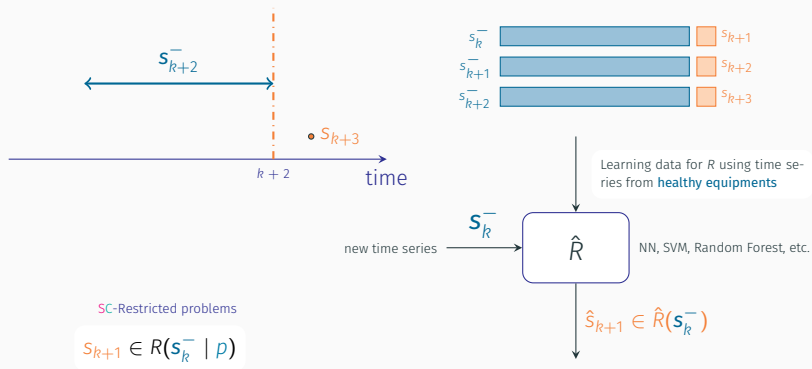 s⁻ₖ₊₂
sₖ₊₃
k + 2
time
SC-Restricted problems
sₖ₊₁ ∈ R(s⁻ₖ | p)
s⁻ₖ sₖ₊₁
s⁻ₖ₊₁ sₖ₊₂
s⁻ₖ₊₂ sₖ₊₃
Learning data for R using time se-
ries from healthy equipments
s⁻ₖ
new time series
R̂
NN, SVM, Random Forest, etc.
ŝₖ₊₁ ∈ R̂(s⁻ₖ)